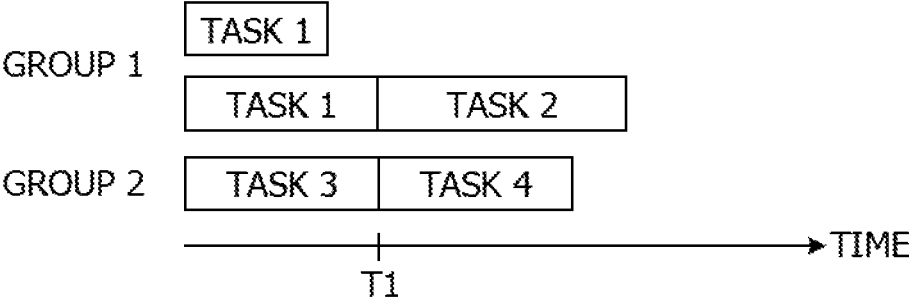 TASK 1
GROUP 1
TASK 1 TASK 2
GROUP 2 TASK 3 TASK 4
TIME
T1